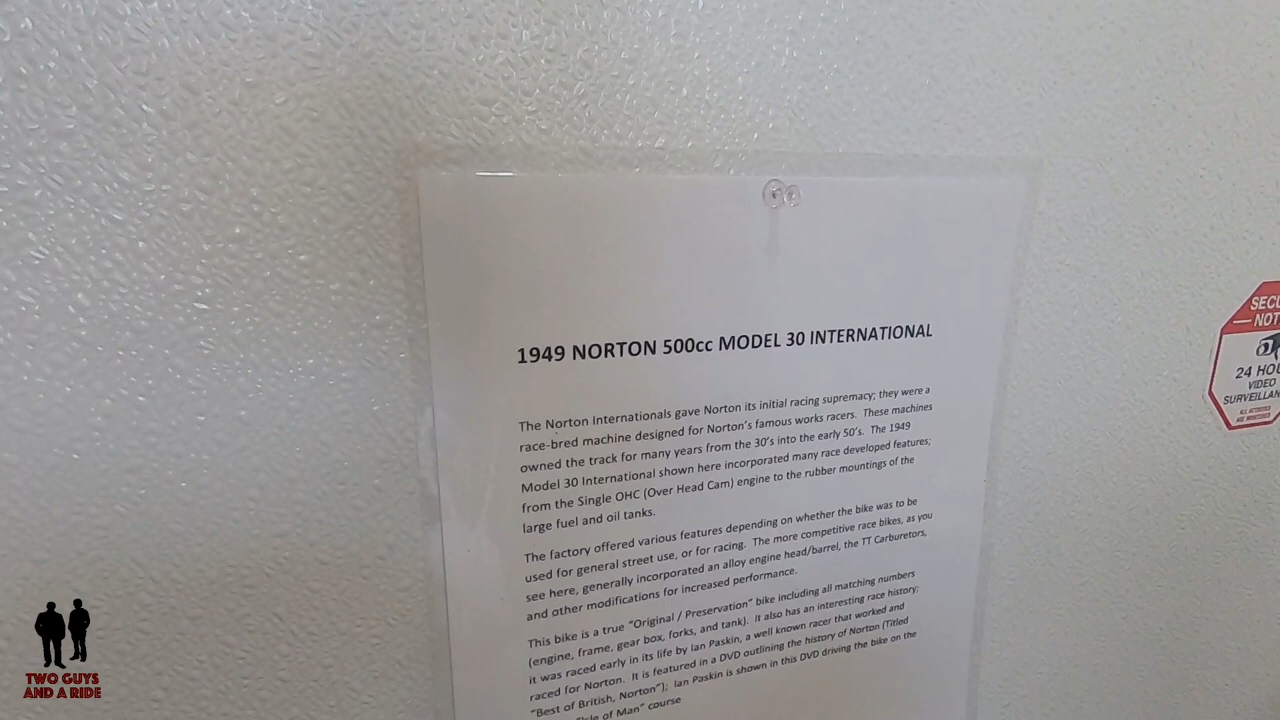 1949 NORTON 500cc MODEL 30 INTERNATIONAL
The Norton Internationals gave Norton its initial racing supremacy; they were a
race-bred machine designed for Norton's famous works racers. These machines
owned the track for many years from the 30's into the early 50's. The 1949
Model 30 International shown here incorporated many race developed features;
from the Single OHC (Over Head Cam) engine to the rubber mountings of the
large fuel and oil tanks.
The factory offered various features depending on whether the bike was to be
used for general street use, or for racing. The more competitive race bikes, as you
see here, generally incorporated an alloy engine head/barrel, the TT Carburetors,
and other modifications for increased performance.
This bike is a true "Original / Preservation" bike including all matching numbers
(engine, frame, gear box, forks, and tank). It also has an interesting race history;
it was raced early in its life by Ian Paskin, a well known racer that worked and
raced for Norton. It is featured in a DVD outlining the history of Norton (Titled
"Best of British, Norton"); Ian Paskin is shown in this DVD driving the bike on the
"Isle of Man" course
SECU
NOT
24 HOU
VIDEO
SURVEILLAN
TWO GUYS
AND A RIDE